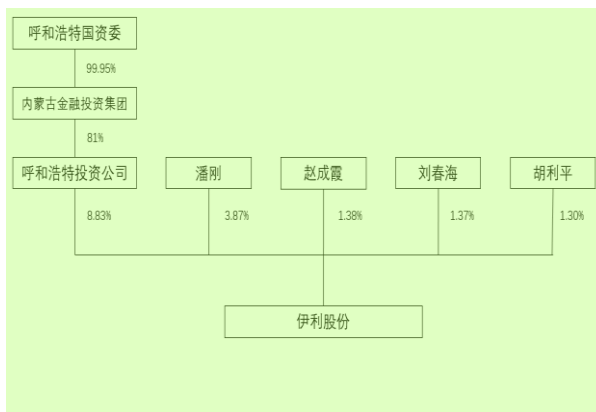 呼和浩特国资委
99.95%
内蒙古金融投资集团
81%
呼和浩特投资公司
潘刚
赵成霞
刘春海
胡利平
8.83%
3.87%
1.38%
1.37%
1.30%
伊利股份